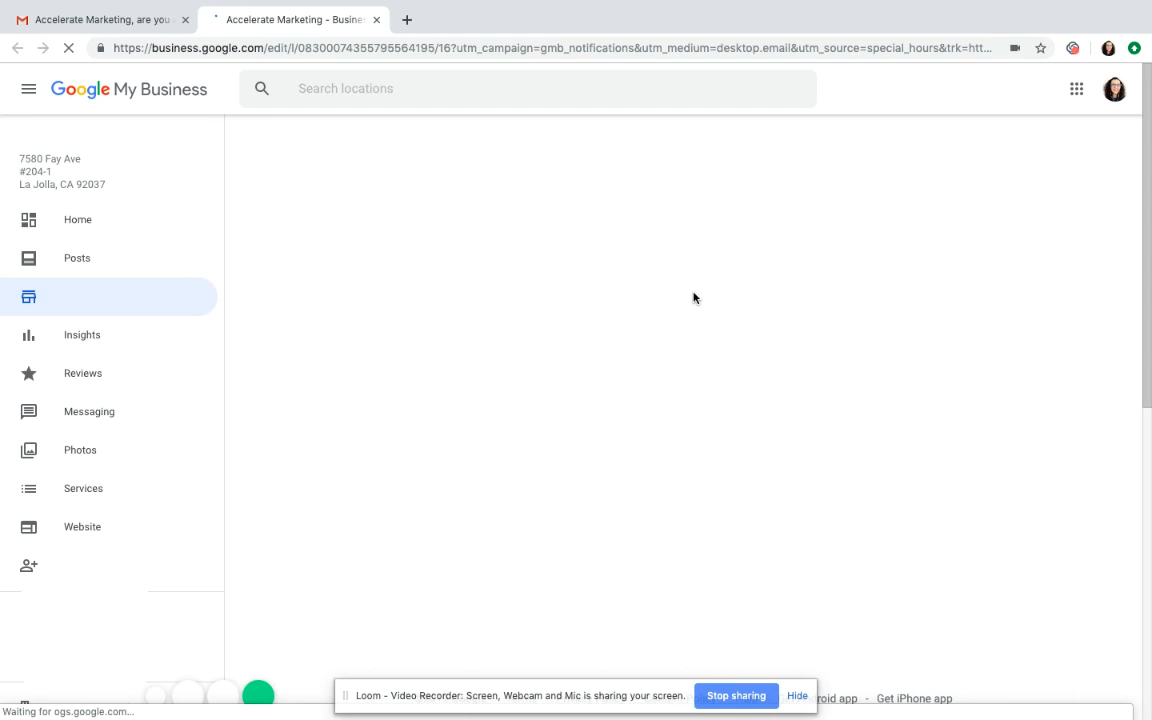 Accelerate Marketing, are you
Accelerate Marketing - Busine
https://business.google.com/edit/l/08300074355795564195/16?utm_campaign=gmb_notifications&utm_medium=desktop.email&utm_source=special_hours&trk=htt...
Google My Business
Search locations
7580 Fay Ave
#204-1
La Jolla, CA 92037
Home
Posts
Insights
Reviews
Messaging
Photos
Services
Website
Loom - Video Recorder: Screen, Webcam and Mic is sharing your screen.
Stop sharing
Hide
roid app - Get iPhone app
Waiting for ogs.google.com...